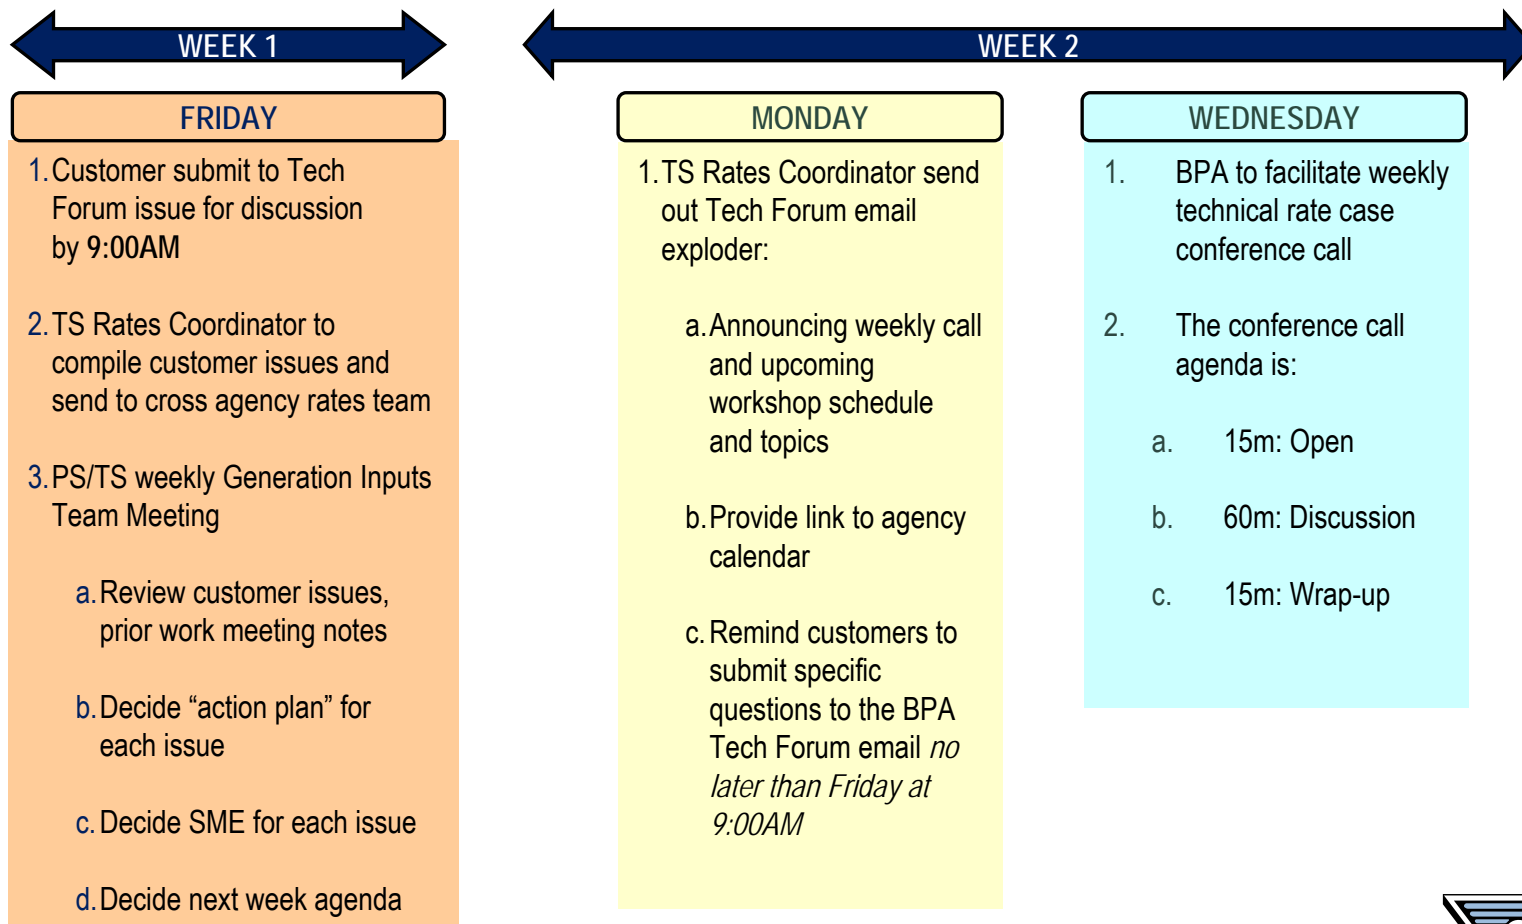 WEEK 1
WEEK 2
FRIDAY
1. Customer submit to Tech
Forum issue for discussion
by 9:00AM
2. TS Rates Coordinator to
compile customer issues and
send to cross agency rates team
3. PS/TS weekly Generation Inputs
Team Meeting
a. Review customer issues,
prior work meeting notes
b. Decide “action plan” for
each issue
c. Decide SME for each issue
d. Decide next week agenda
MONDAY
1. TS Rates Coordinator send
out Tech Forum email
exploder:
a. Announcing weekly call
and upcoming
workshop schedule
and topics
b. Provide link to agency
calendar
c. Remind customers to
submit specific
questions to the BPA
Tech Forum email no
later than Friday at
9:00AM
WEDNESDAY
1. BPA to facilitate weekly
technical rate case
conference call
2. The conference call
agenda is:
a. 15m: Open
b. 60m: Discussion
c. 15m: Wrap-up